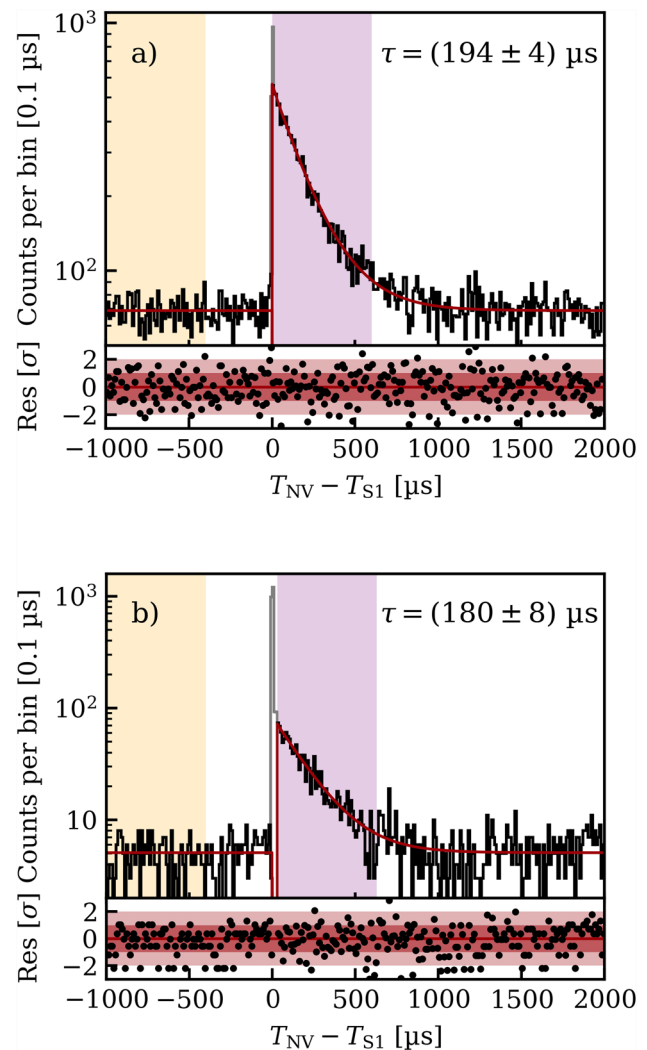 10³
a)
τ = (194 ± 4) µs
Counts per bin [0.1 µs]
10²
Res [σ]
2
0
−2
−1000 −500 0 500 1000 1500 2000
T_NV − T_S1 [µs]
10³
b)
τ = (180 ± 8) µs
Counts per bin [0.1 µs]
10²
10
Res [σ]
2
0
−2
−1000 −500 0 500 1000 1500 2000
T_NV − T_S1 [µs]